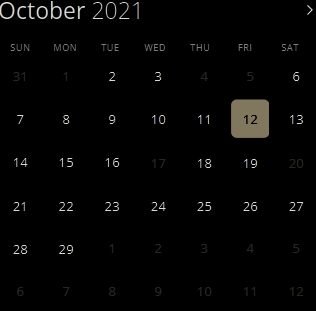 October 2021 >
SUN MON TUE WED THU FRI SAT
31 1 2 3 4 5 6
7 8 9 10 11 12 13
14 15 16 17 18 19 20
21 22 23 24 25 26 27
28 29 1 2 3 4 5
6 7 8 9 10 11 12